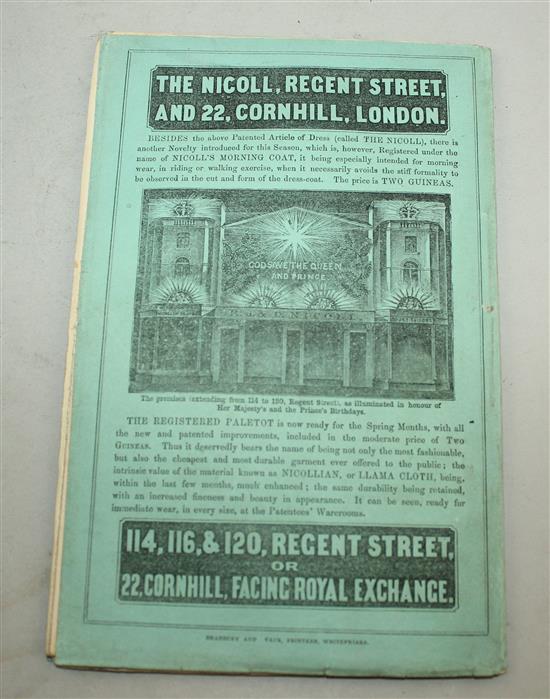 THE NICOLL, REGENT STREET,
AND 22, CORNHILL, LONDON.
BESIDES the above Patented Article of Dress (called THE NICOLL), there is
another Novelty introduced for this Season, which is, however, Registered under the
name of NICOLL'S MORNING COAT, it being especially intended for morning
wear, in riding or walking exercise, when it necessarily avoids the stiff formality to
be observed in the cut and form of the dress-coat. The price is TWO GUINEAS.
GOD SAVE THE QUEEN
AND PRINCE
NICOLL
The premises (extending from 114 to 120, Regent Street), as illuminated in honour of
Her Majesty's and the Prince's Birthdays.
THE REGISTERED PALETOT is now ready for the Spring Months, with all
the new and patented improvements, included in the moderate price of TWO
GUINEAS. Thus it deservedly bears the name of being not only the most fashionable,
but also the cheapest and most durable garment ever offered to the public; the
intrinsic value of the material known as NICOLLIAN, or LLAMA CLOTH, being,
within the last few months, much enhanced; the same durability being retained,
with an increased fineness and beauty in appearance. It can be seen, ready for
immediate wear, in every size, at the Patentees' Warerooms.
114, 116, & 120, REGENT STREET,
OR
22, CORNHILL, FACING ROYAL EXCHANGE.
BRADBURY AND PRINTERS, WHITEFRIARS.